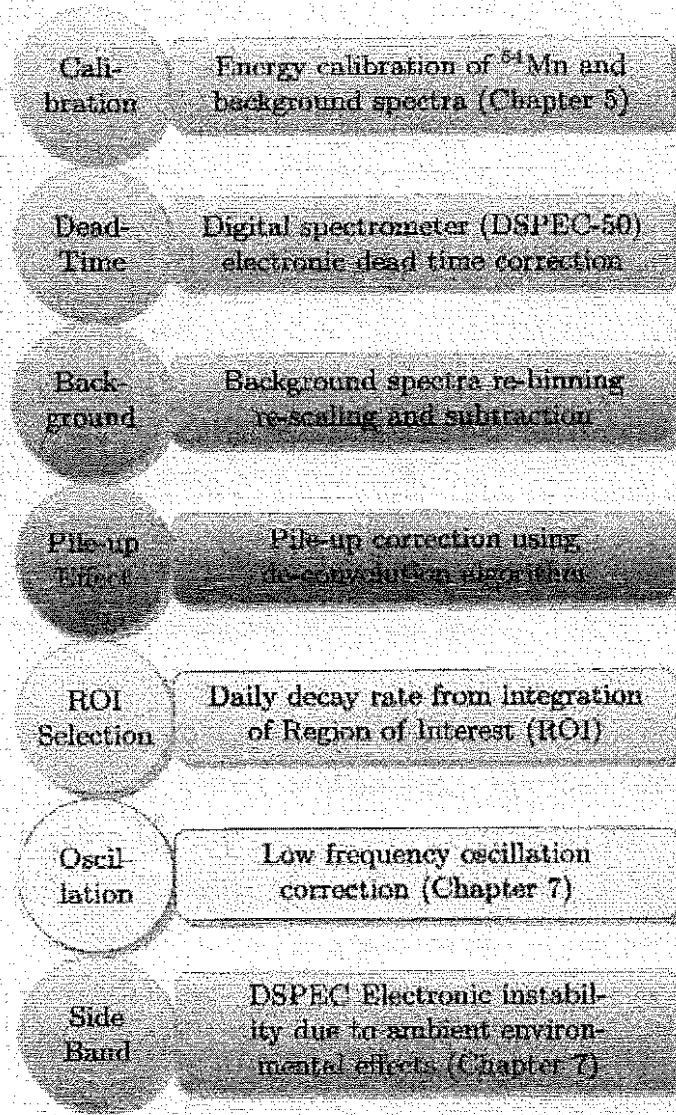 Cali-
bration
Energy calibration of ⁵⁴Mn and
background spectra (Chapter 5)
Dead-
Time
Digital spectrometer (DSPEC-50)
electronic dead time correction
Back-
ground
Background spectra re-binning
re-scaling and subtraction
Pile-up
Effect
Pile-up correction using
de-convolution algorithm
ROI
Selection
Daily decay rate from integration
of Region of Interest (ROI)
Oscil-
lation
Low frequency oscillation
correction (Chapter 7)
Side
Band
DSPEC Electronic instabil-
ity due to ambient environ-
mental effects (Chapter 7)